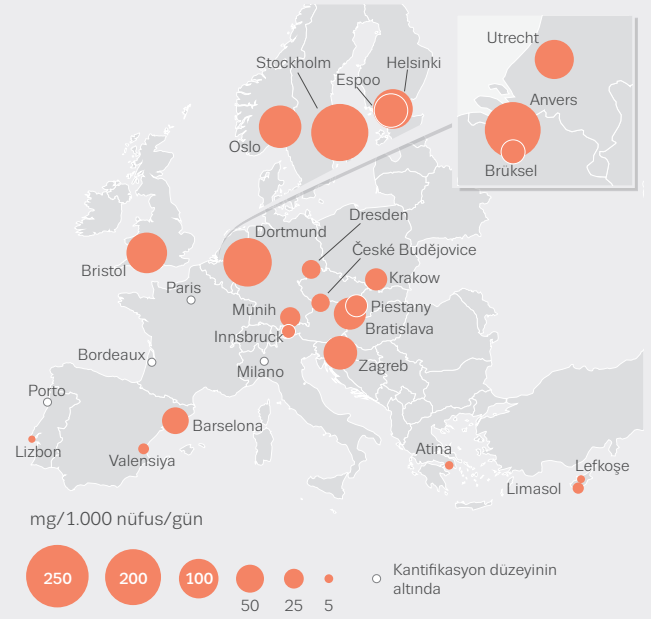 Utrecht
Anvers
Brüksel
Stockholm
Helsinki
Espoo
Oslo
Dresden
Dortmund
České Budějovice
Bristol
Krakow
Paris
Piestany
Münih
Bratislava
Innsbruck
Bordeaux
Milano
Zagreb
Porto
Barselona
Lizbon
Valensiya
Atina
Lefkoşe
Limasol
mg/1.000 nüfus/gün
250
200
100
50
25
5
Kantifikasyon düzeyinin
altında